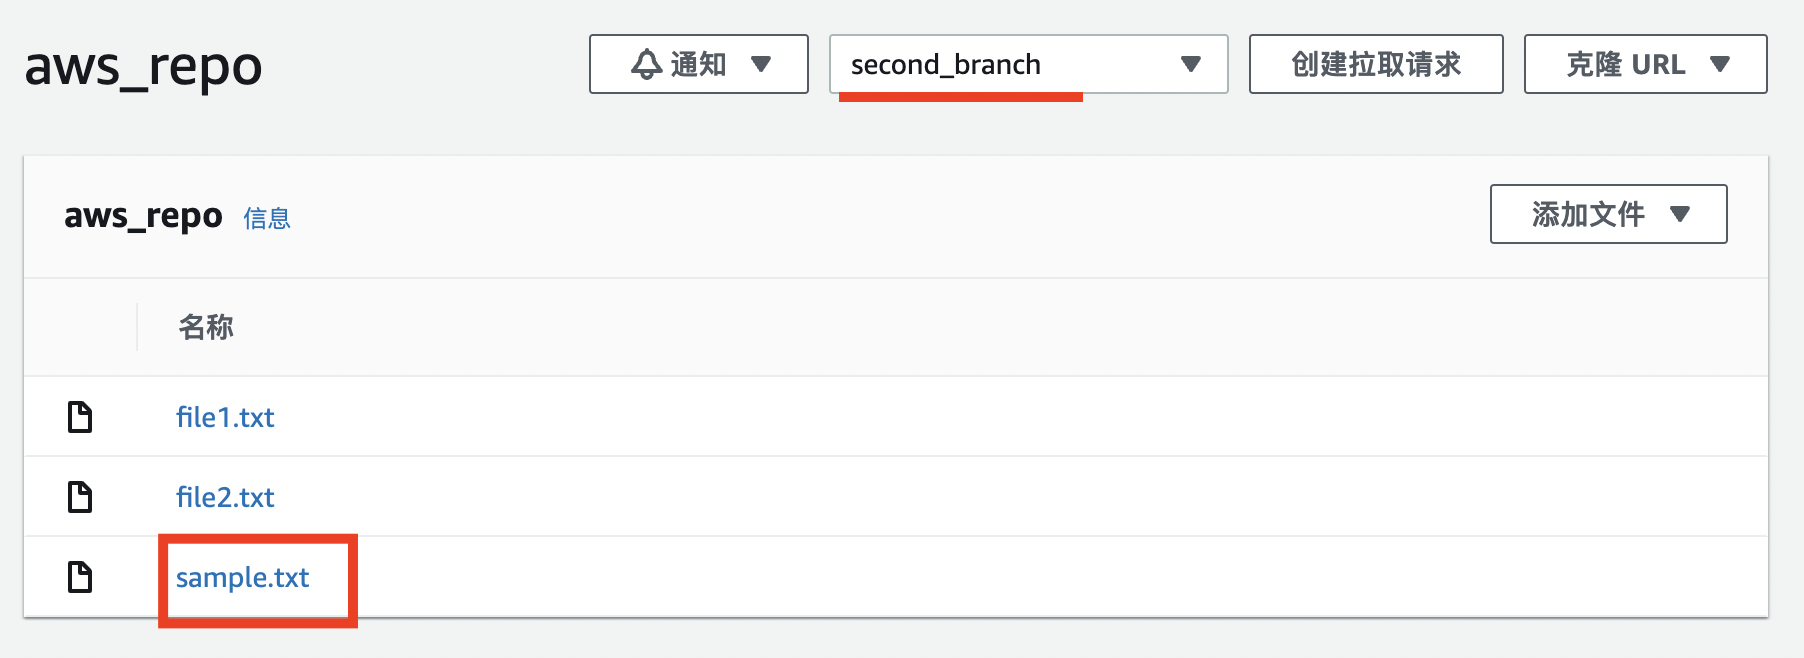 aws_repo
通知
second_branch
创建拉取请求
克隆 URL
aws_repo 信息
添加文件
名称
file1.txt
file2.txt
sample.txt